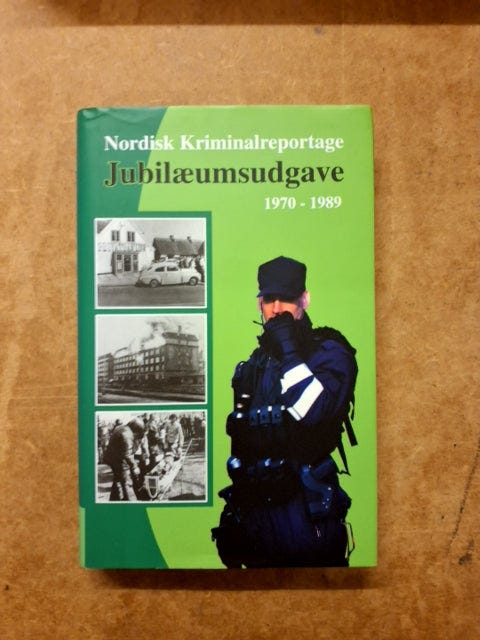 Nordisk Kriminalreportage
Jubilæumsudgave
1970 - 1989